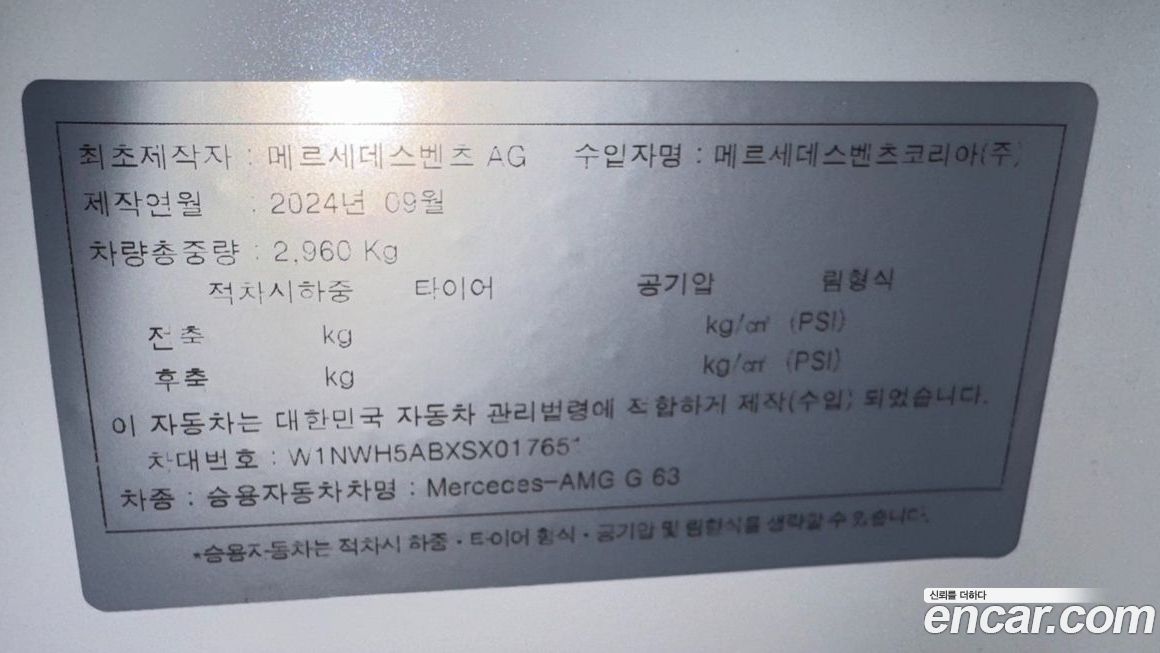 최초제작자 : 메르세데스벤츠 AG 수입자명 : 메르세데스벤츠코리아(주)
제작연월 : 2024년 09월
차량총중량 : 2,960 Kg
적차시하중 타이어 공기압 림형식
전축 kg kg/㎠ (PSI)
후축 kg kg/㎠ (PSI)
이 자동차는 대한민국 자동차 관리법령에 적합하게 제작(수입) 되었습니다.
차대번호 : W1NWH5ABXSX017651
차종 : 승용자동차차명 : Mercedes-AMG G 63
*승용자동차는 적차시 하중 · 타이어 형식 · 공기압 및 림형식을 생략할 수 있습니다.
신뢰를 더하다
encar.com